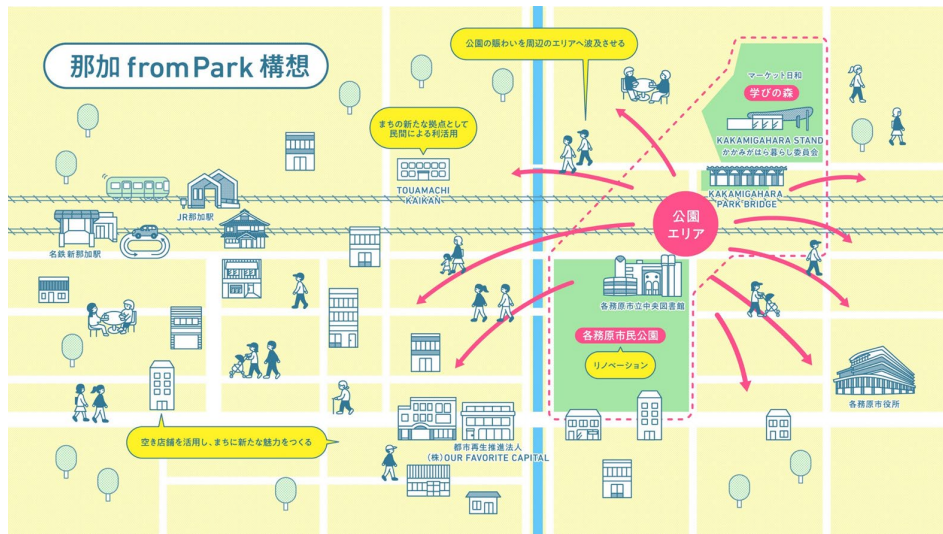 那加 fromPark 構想
公園の賑わいを周辺のエリアへ波及させる
まちの新たな拠点として
民間による利活用
TOUAMACHI
KAIKAN
マーケット日和
学びの森
KAKAMIGAHARA STAND
かかみがはら暮らし委員会
KAKAMIGAHARA
PARK BRIDGE
公園
エリア
JR那加駅
名鉄新那加駅
各務原市立中央図書館
各務原市民公園
リノベーション
各務原市役所
空き店舗を活用し、まちに新たな魅力をつくる
都市再生推進法人
(株)OUR FAVORITE CAPITAL